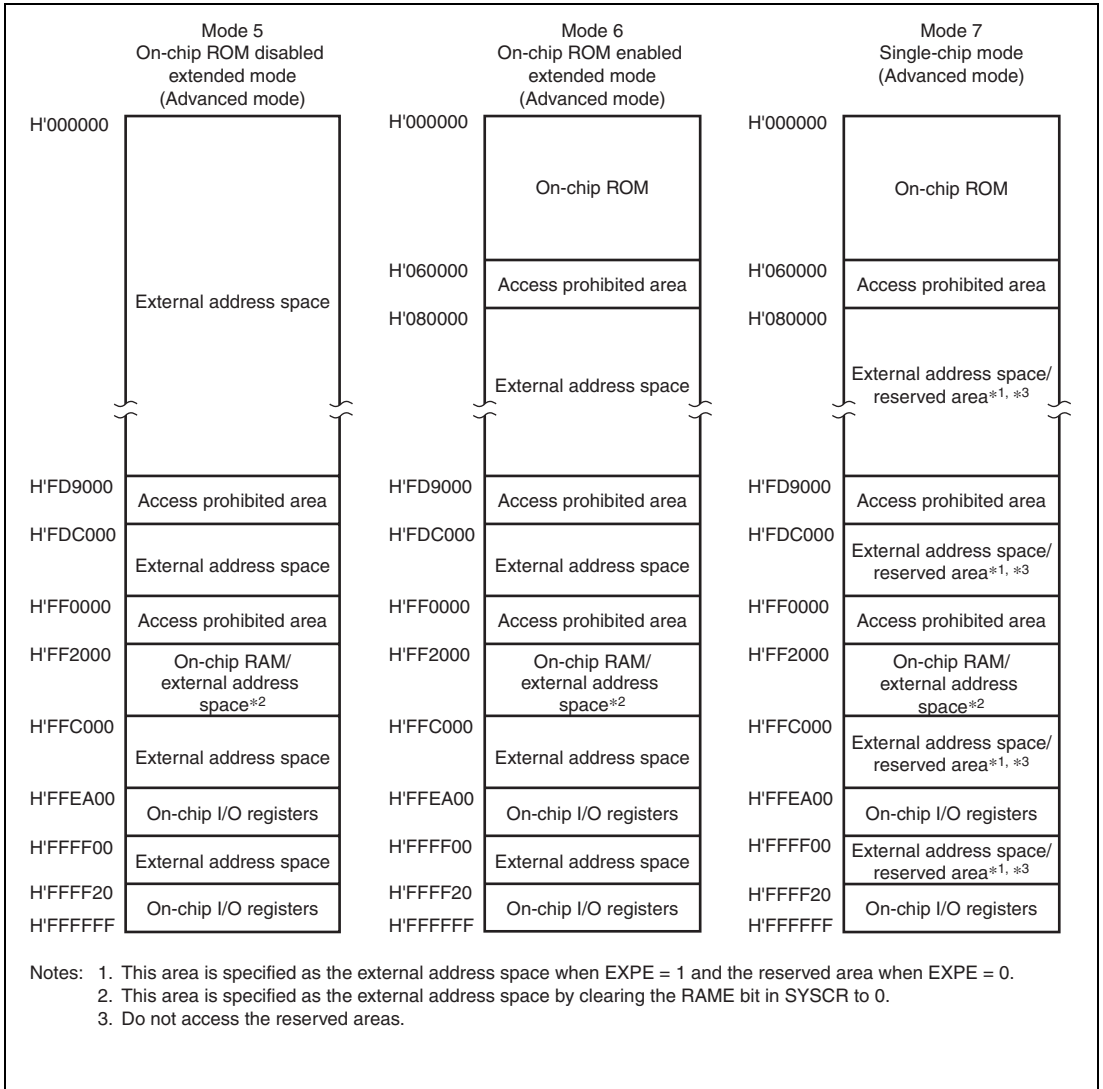 Mode 5
On-chip ROM disabled
extended mode
(Advanced mode)
H'000000
External address space
H'FD9000
Access prohibited area
H'FDC000
External address space
H'FF0000
Access prohibited area
H'FF2000
On-chip RAM/
external address
space*2
H'FFC000
External address space
H'FFEA00
On-chip I/O registers
H'FFFF00
External address space
H'FFFF20
On-chip I/O registers
H'FFFFFF
Mode 6
On-chip ROM enabled
extended mode
(Advanced mode)
H'000000
On-chip ROM
H'060000
Access prohibited area
H'080000
External address space
H'FD9000
Access prohibited area
H'FDC000
External address space
H'FF0000
Access prohibited area
H'FF2000
On-chip RAM/
external address
space*2
H'FFC000
External address space
H'FFEA00
On-chip I/O registers
H'FFFF00
External address space
H'FFFF20
On-chip I/O registers
H'FFFFFF
Mode 7
Single-chip mode
(Advanced mode)
H'000000
On-chip ROM
H'060000
Access prohibited area
H'080000
External address space/
reserved area*1, *3
H'FD9000
Access prohibited area
H'FDC000
External address space/
reserved area*1, *3
H'FF0000
Access prohibited area
H'FF2000
On-chip RAM/
external address
space*2
H'FFC000
External address space/
reserved area*1, *3
H'FFEA00
On-chip I/O registers
H'FFFF00
External address space/
reserved area*1, *3
H'FFFF20
On-chip I/O registers
H'FFFFFF
Notes: 1. This area is specified as the external address space when EXPE = 1 and the reserved area when EXPE = 0.
2. This area is specified as the external address space by clearing the RAME bit in SYSCR to 0.
3. Do not access the reserved areas.